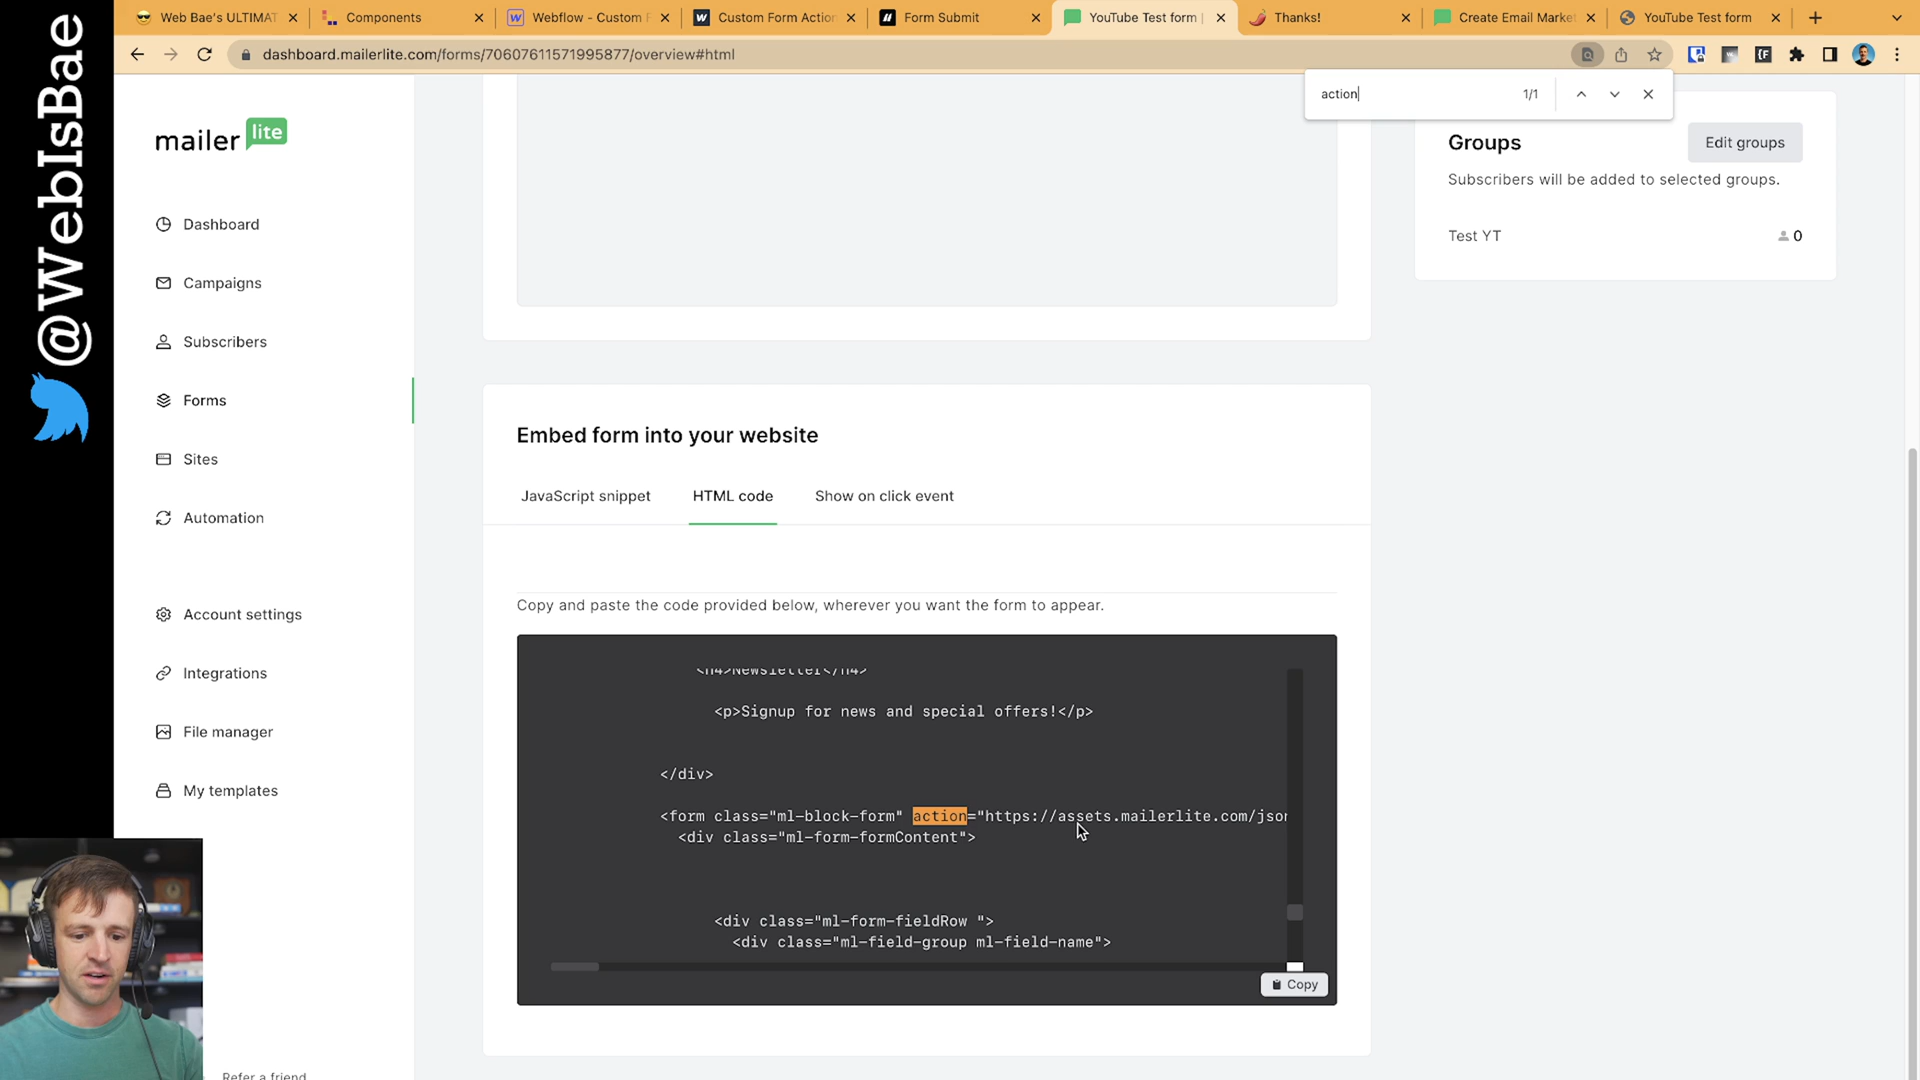 Web Bae's ULTIMAT
Components
Webflow - Custom F
Custom Form Action
Form Submit
YouTube Test form |
Thanks!
Create Email Market
YouTube Test form
dashboard.mailerlite.com/forms/70607611571995877/overview#html
action
1/1
@WebIsBae
mailer lite
Dashboard
Campaigns
Subscribers
Forms
Sites
Automation
Account settings
Integrations
File manager
My templates
Refer a friend
Groups
Edit groups
Subscribers will be added to selected groups.
Test YT
0
Embed form into your website
JavaScript snippet
HTML code
Show on click event
Copy and paste the code provided below, wherever you want the form to appear.
<h4>Newsletter</h4>
<p>Signup for news and special offers!</p>
</div>
<form class="ml-block-form" action="https://assets.mailerlite.com/json
<div class="ml-form-formContent">
<div class="ml-form-fieldRow ">
<div class="ml-field-group ml-field-name">
Copy